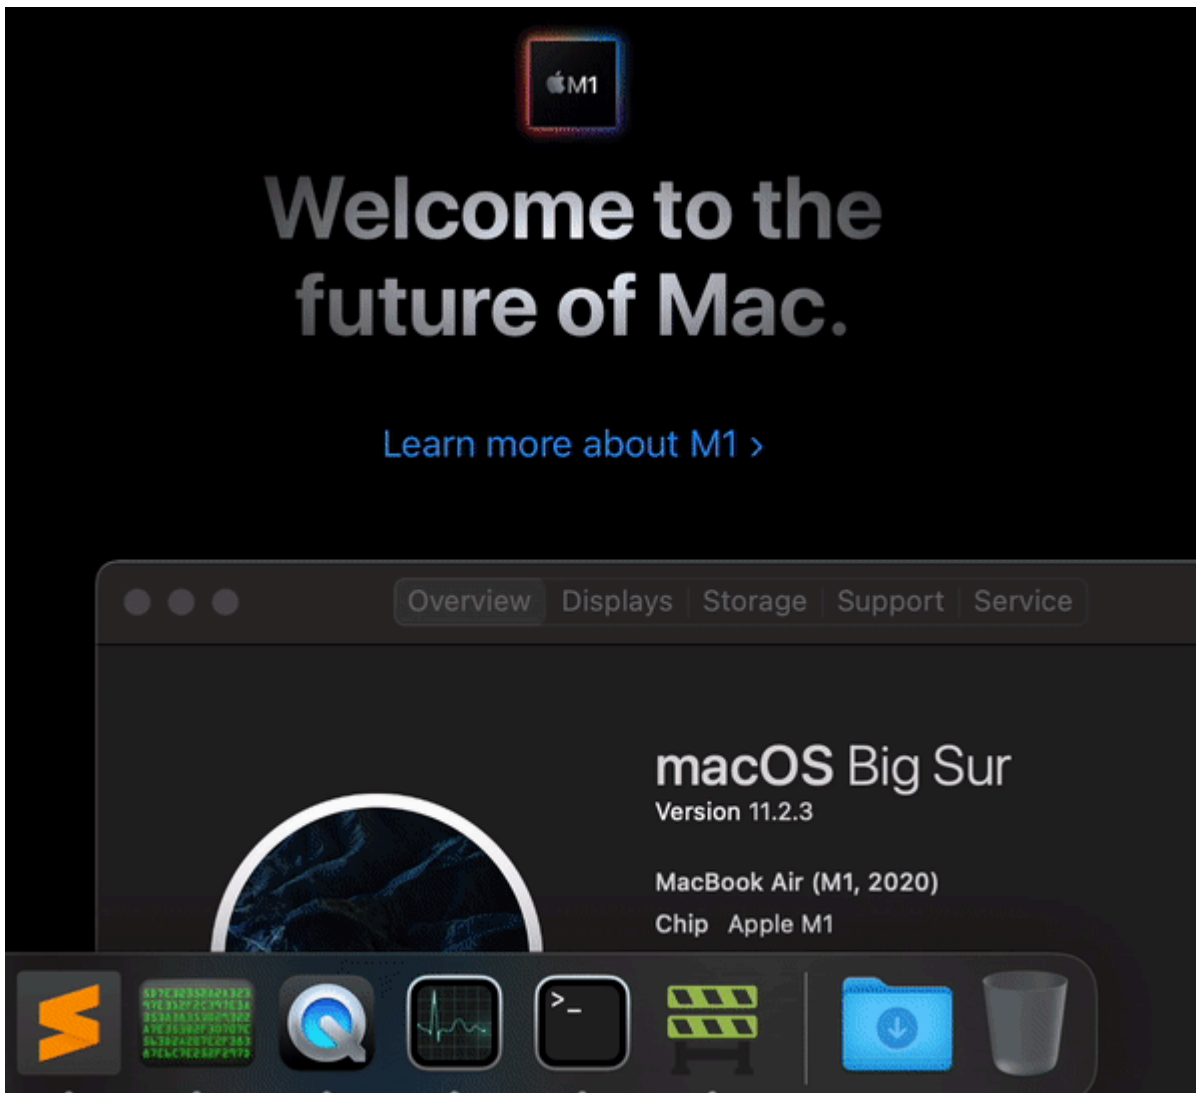 M1
Welcome to the
future of Mac.
Learn more about M1 ›
Overview Displays Storage Support Service
macOS Big Sur
Version 11.2.3
MacBook Air (M1, 2020)
Chip Apple M1
>_